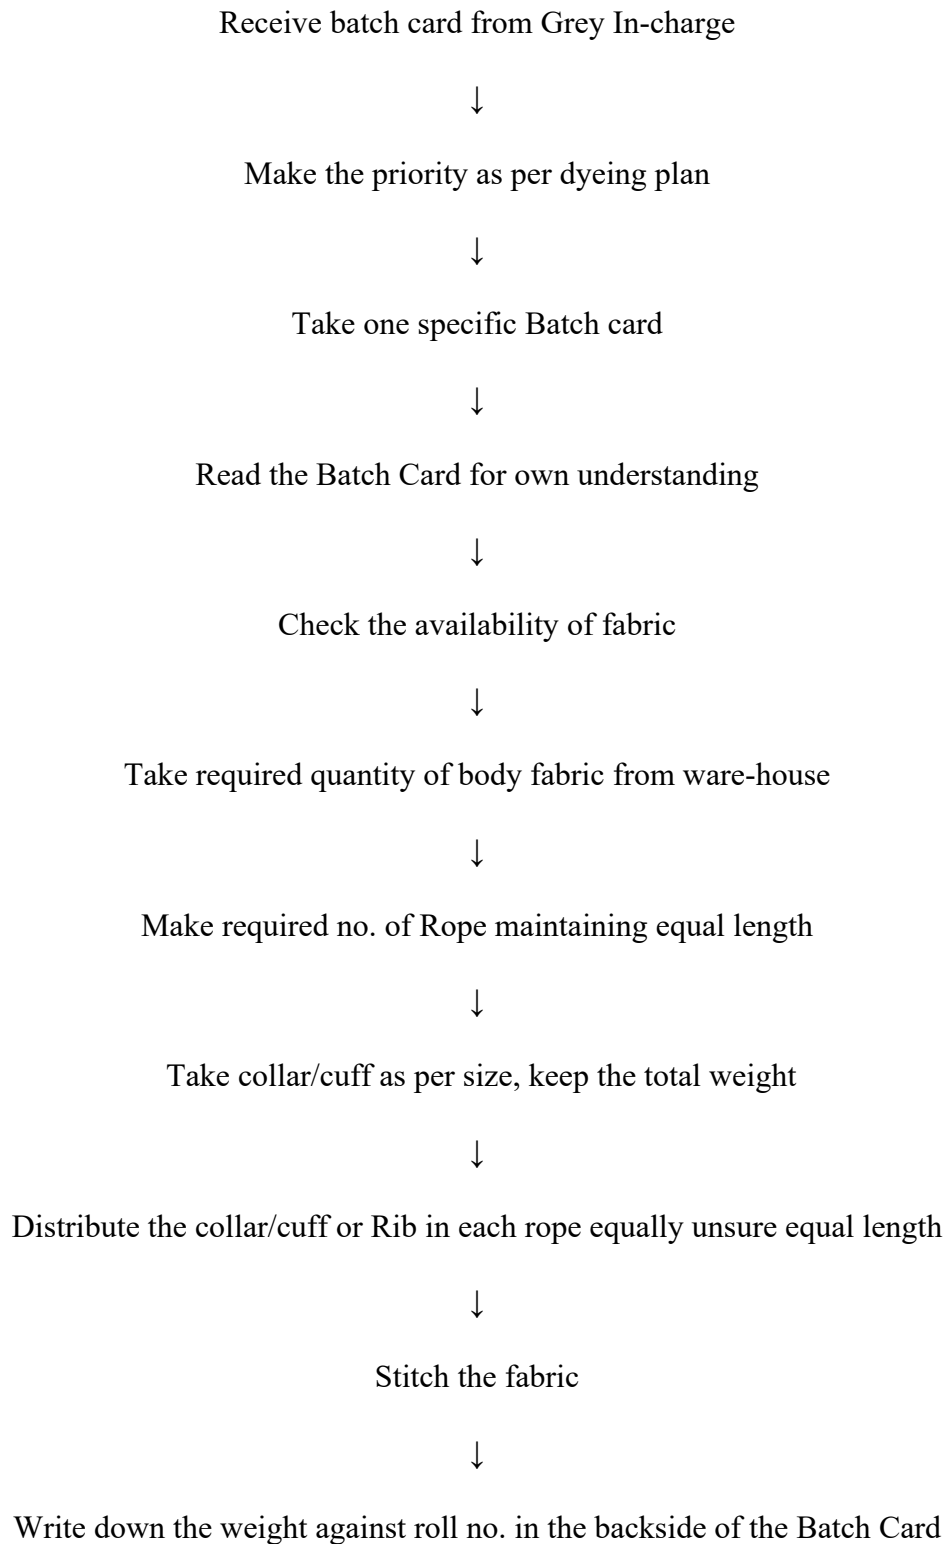 Receive batch card from Grey In-charge
↓
Make the priority as per dyeing plan
↓
Take one specific Batch card
↓
Read the Batch Card for own understanding
↓
Check the availability of fabric
↓
Take required quantity of body fabric from ware-house
↓
Make required no. of Rope maintaining equal length
↓
Take collar/cuff as per size, keep the total weight
↓
Distribute the collar/cuff or Rib in each rope equally unsure equal length
↓
Stitch the fabric
↓
Write down the weight against roll no. in the backside of the Batch Card